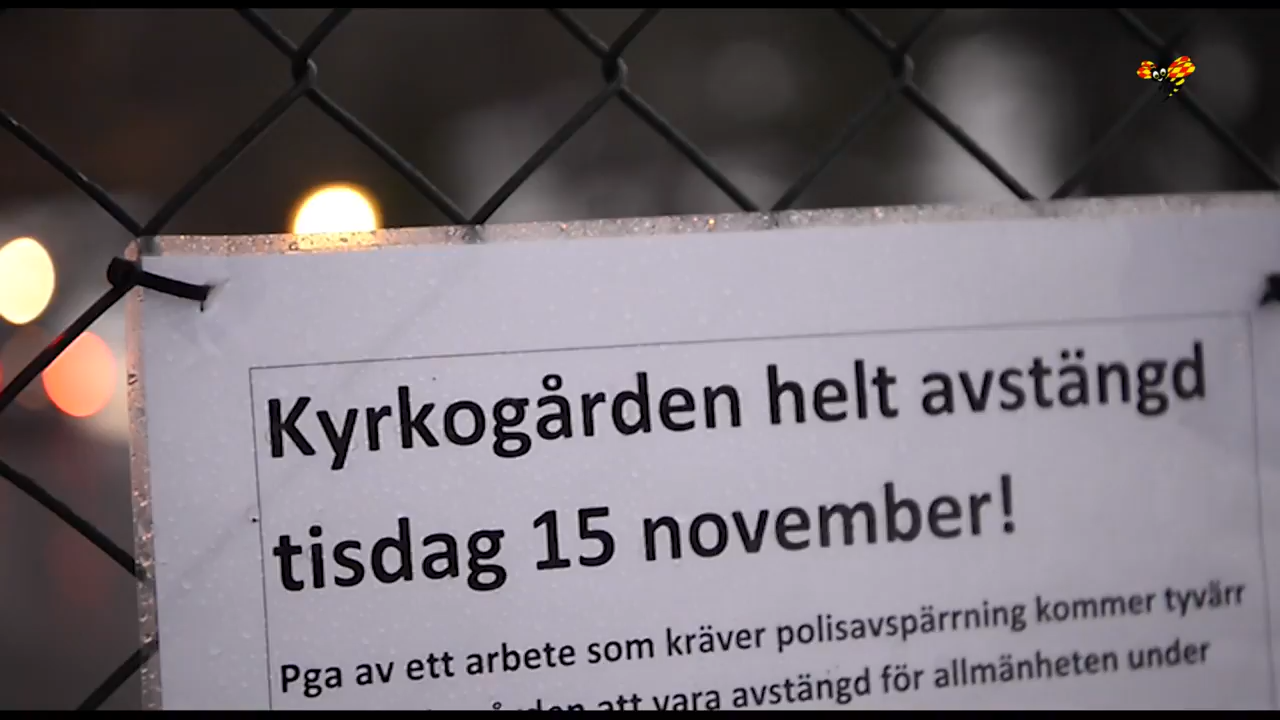 Kyrkogården helt avstängd
tisdag 15 november!
Pga av ett arbete som kräver polisavspärrning kommer tyvärr
att vara avstängd för allmänheten under